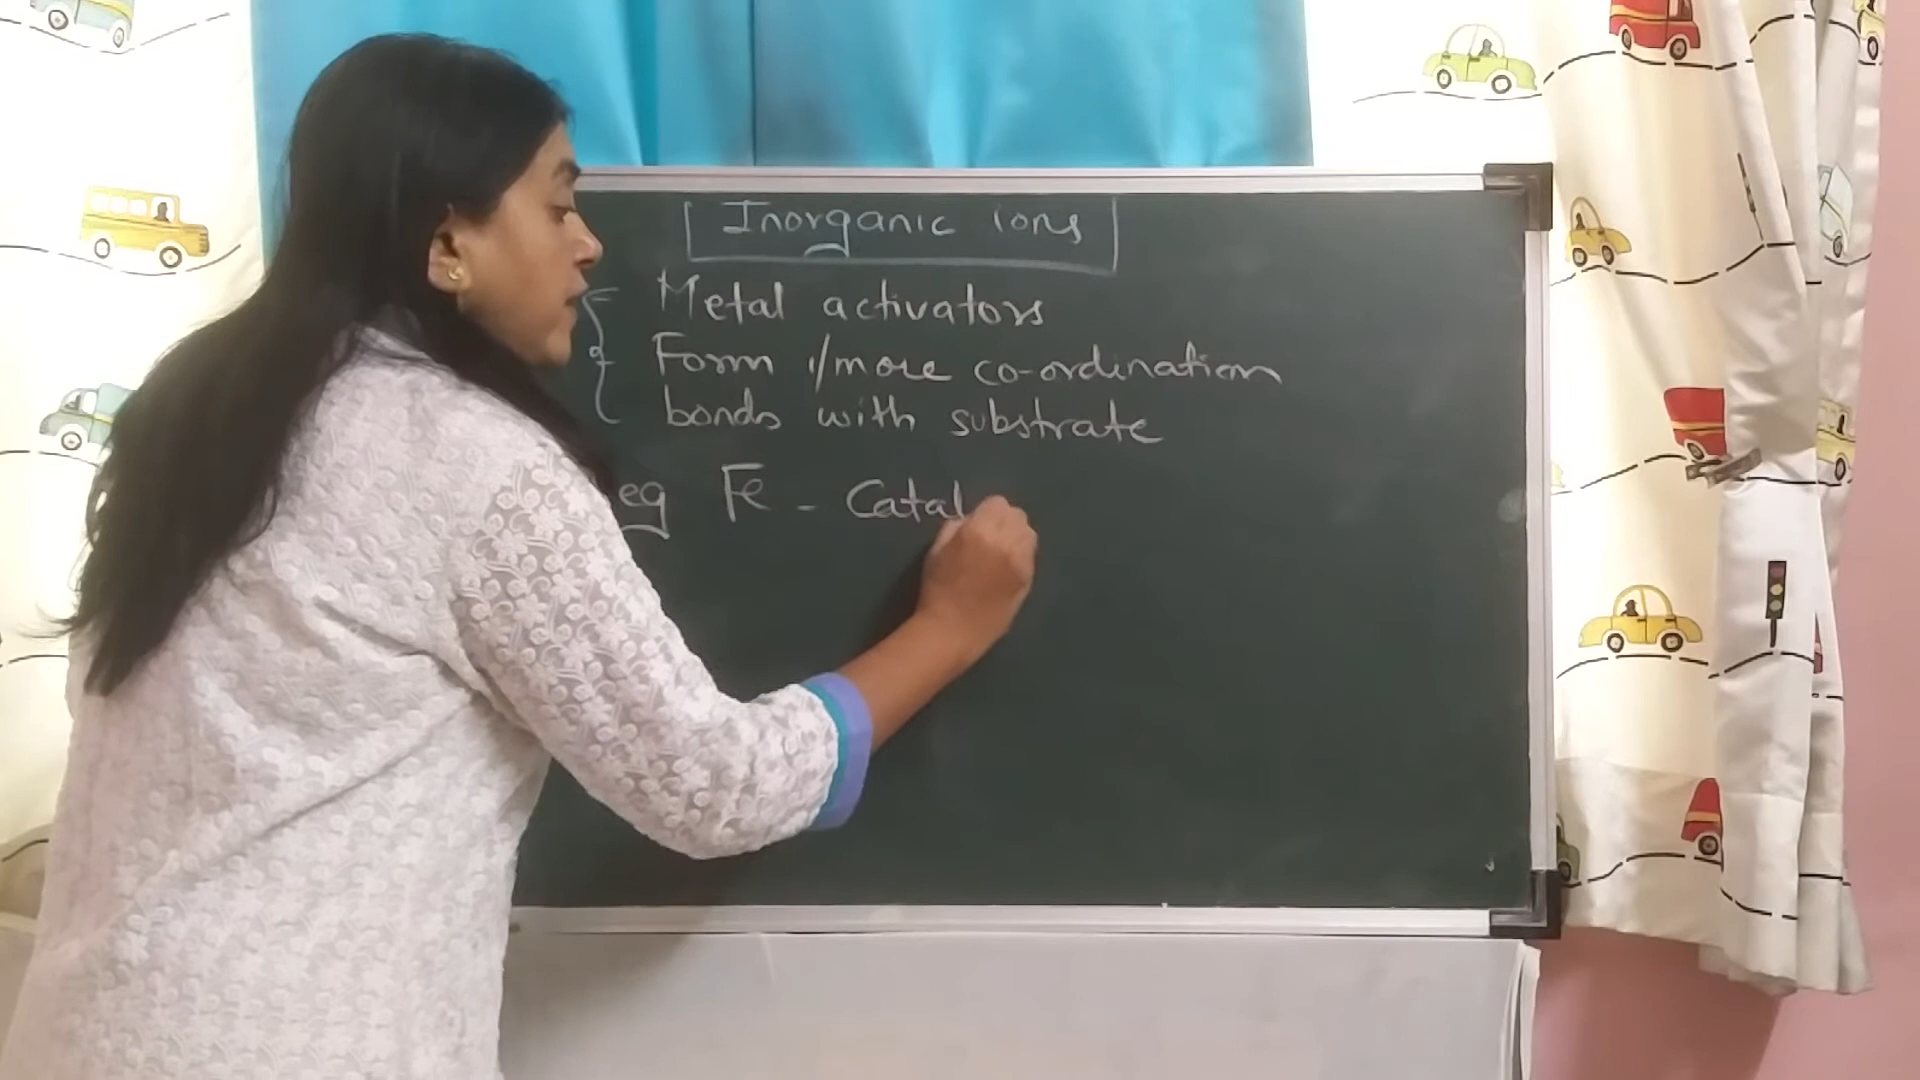 Inorganic ions
Metal activators
Form 1/more co-ordination
bonds with substrate
eg Fe - Catal